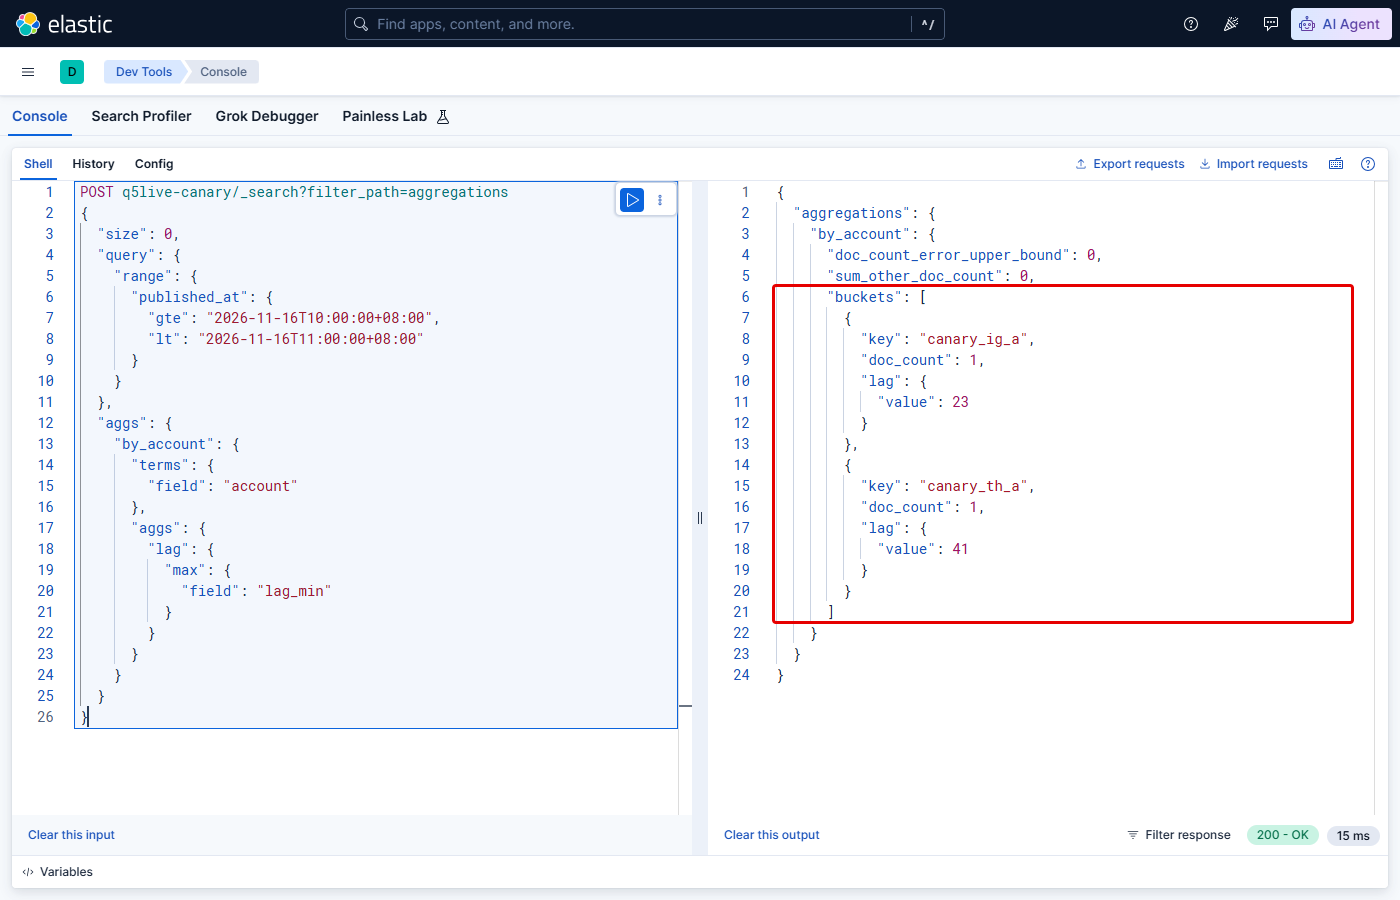 elastic
Find apps, content, and more.
^/
AI Agent
D
Dev Tools
Console
Console
Search Profiler
Grok Debugger
Painless Lab
Shell
History
Config
Export requests
Import requests
1 POST q5live-canary/_search?filter_path=aggregations
2 {
3 "size": 0,
4 "query": {
5 "range": {
6 "published_at": {
7 "gte": "2026-11-16T10:00:00+08:00",
8 "lt": "2026-11-16T11:00:00+08:00"
9 }
10 }
11 },
12 "aggs": {
13 "by_account": {
14 "terms": {
15 "field": "account"
16 },
17 "aggs": {
18 "lag": {
19 "max": {
20 "field": "lag_min"
21 }
22 }
23 }
24 }
25 }
26 }
1 {
2 "aggregations": {
3 "by_account": {
4 "doc_count_error_upper_bound": 0,
5 "sum_other_doc_count": 0,
6 "buckets": [
7 {
8 "key": "canary_ig_a",
9 "doc_count": 1,
10 "lag": {
11 "value": 23
12 }
13 },
14 {
15 "key": "canary_th_a",
16 "doc_count": 1,
17 "lag": {
18 "value": 41
19 }
20 }
21 ]
22 }
23 }
24 }
Clear this input
Clear this output
Filter response
200 - OK
15 ms
Variables